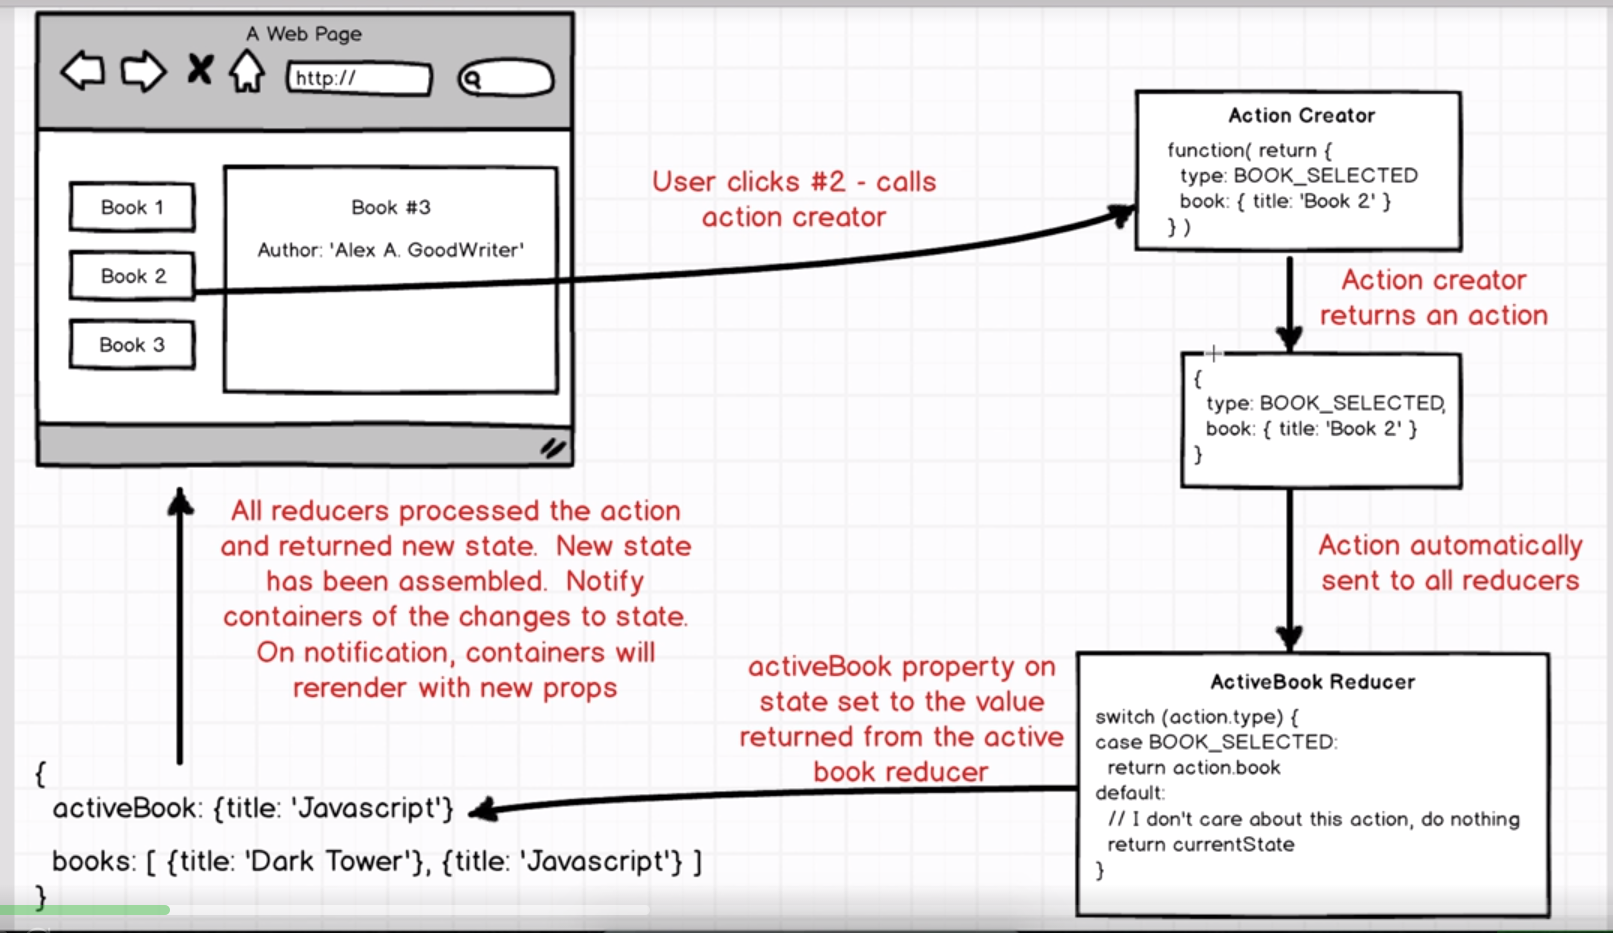 A Web Page
http://
Book 1
Book 2
Book 3
Book #3
Author: 'Alex A. GoodWriter'
User clicks #2 - calls
action creator
Action Creator
function( return {
type: BOOK_SELECTED
book: { title: 'Book 2' }
} )
Action creator
returns an action
{
type: BOOK_SELECTED,
book: { title: 'Book 2' }
}
Action automatically
sent to all reducers
ActiveBook Reducer
switch (action.type) {
case BOOK_SELECTED:
return action.book
default:
// I don't care about this action, do nothing
return currentState
}
activeBook property on
state set to the value
returned from the active
book reducer
All reducers processed the action
and returned new state. New state
has been assembled. Notify
containers of the changes to state.
On notification, containers will
rerender with new props
{
activeBook: {title: 'Javascript'}
books: [ {title: 'Dark Tower'}, {title: 'Javascript'} ]
}